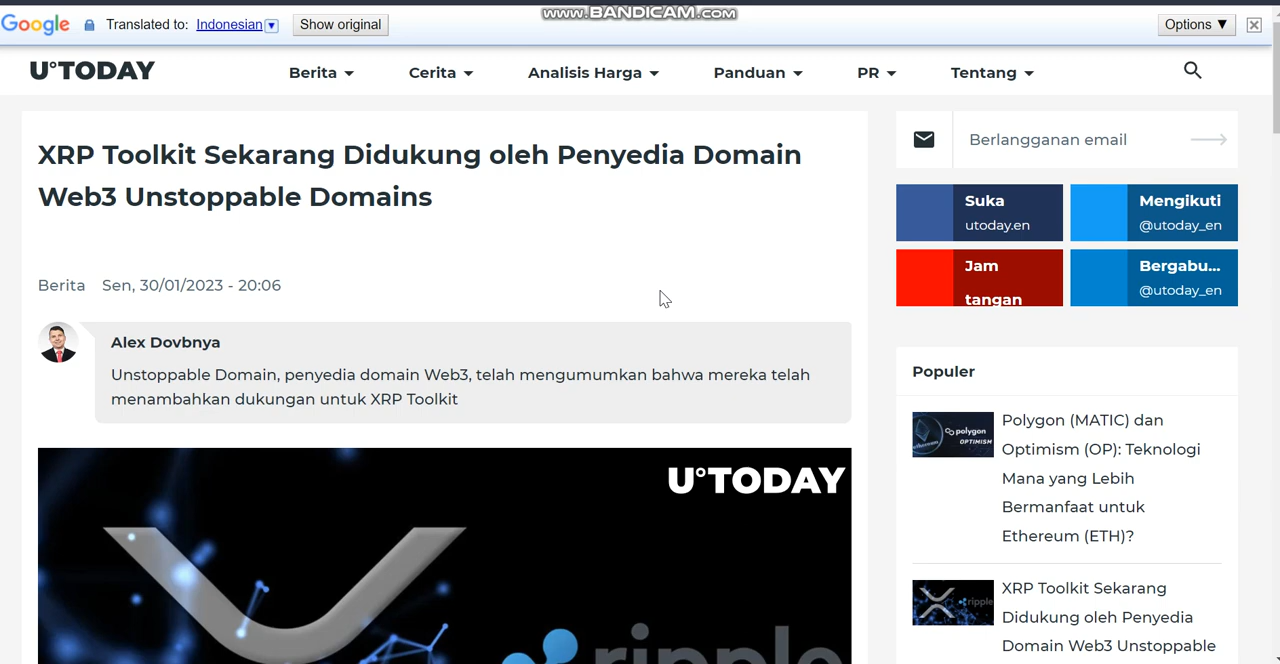 www.BANDICAM.com
Google Translated to: Indonesian Show original Options ▼
U°TODAY Berita Cerita Analisis Harga Panduan PR Tentang
XRP Toolkit Sekarang Didukung oleh Penyedia Domain
Web3 Unstoppable Domains
Berita Sen, 30/01/2023 - 20:06
Alex Dovbnya
Unstoppable Domain, penyedia domain Web3, telah mengumumkan bahwa mereka telah
menambahkan dukungan untuk XRP Toolkit
U°TODAY
ripple
Berlangganan email
Suka
utoday.en
Mengikuti
@utoday_en
Jam
tangan
Bergabu...
@utoday_en
Populer
polygon
OPTIMISM
Polygon (MATIC) dan
Optimism (OP): Teknologi
Mana yang Lebih
Bermanfaat untuk
Ethereum (ETH)?
ripple
XRP Toolkit Sekarang
Didukung oleh Penyedia
Domain Web3 Unstoppable